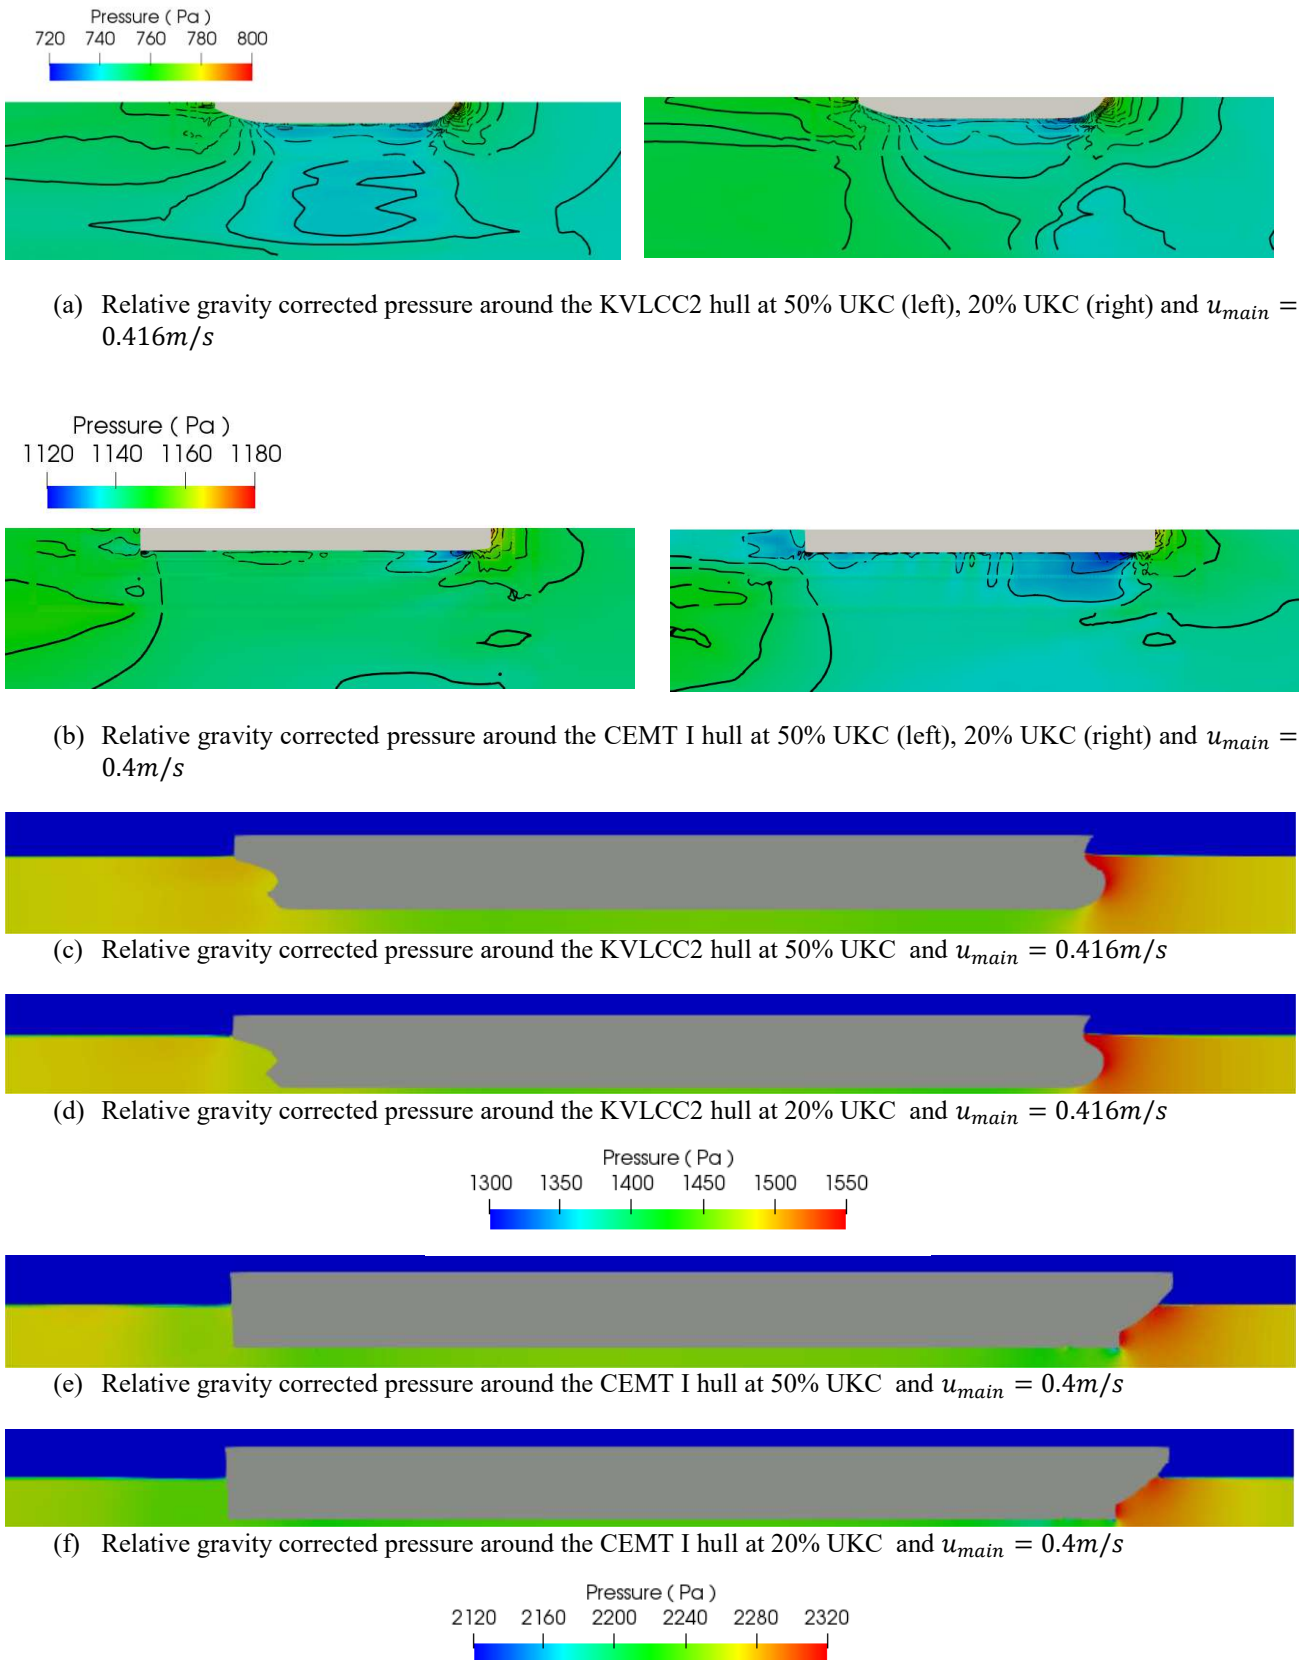 Pressure ( Pa )
720 740 760 780 800
(a) Relative gravity corrected pressure around the KVLCC2 hull at 50% UKC (left), 20% UKC (right) and u_main =
0.416m/s
Pressure ( Pa )
1120 1140 1160 1180
(b) Relative gravity corrected pressure around the CEMT I hull at 50% UKC (left), 20% UKC (right) and u_main =
0.4m/s
(c) Relative gravity corrected pressure around the KVLCC2 hull at 50% UKC and u_main = 0.416m/s
(d) Relative gravity corrected pressure around the KVLCC2 hull at 20% UKC and u_main = 0.416m/s
Pressure ( Pa )
1300 1350 1400 1450 1500 1550
(e) Relative gravity corrected pressure around the CEMT I hull at 50% UKC and u_main = 0.4m/s
(f) Relative gravity corrected pressure around the CEMT I hull at 20% UKC and u_main = 0.4m/s
Pressure ( Pa )
2120 2160 2200 2240 2280 2320